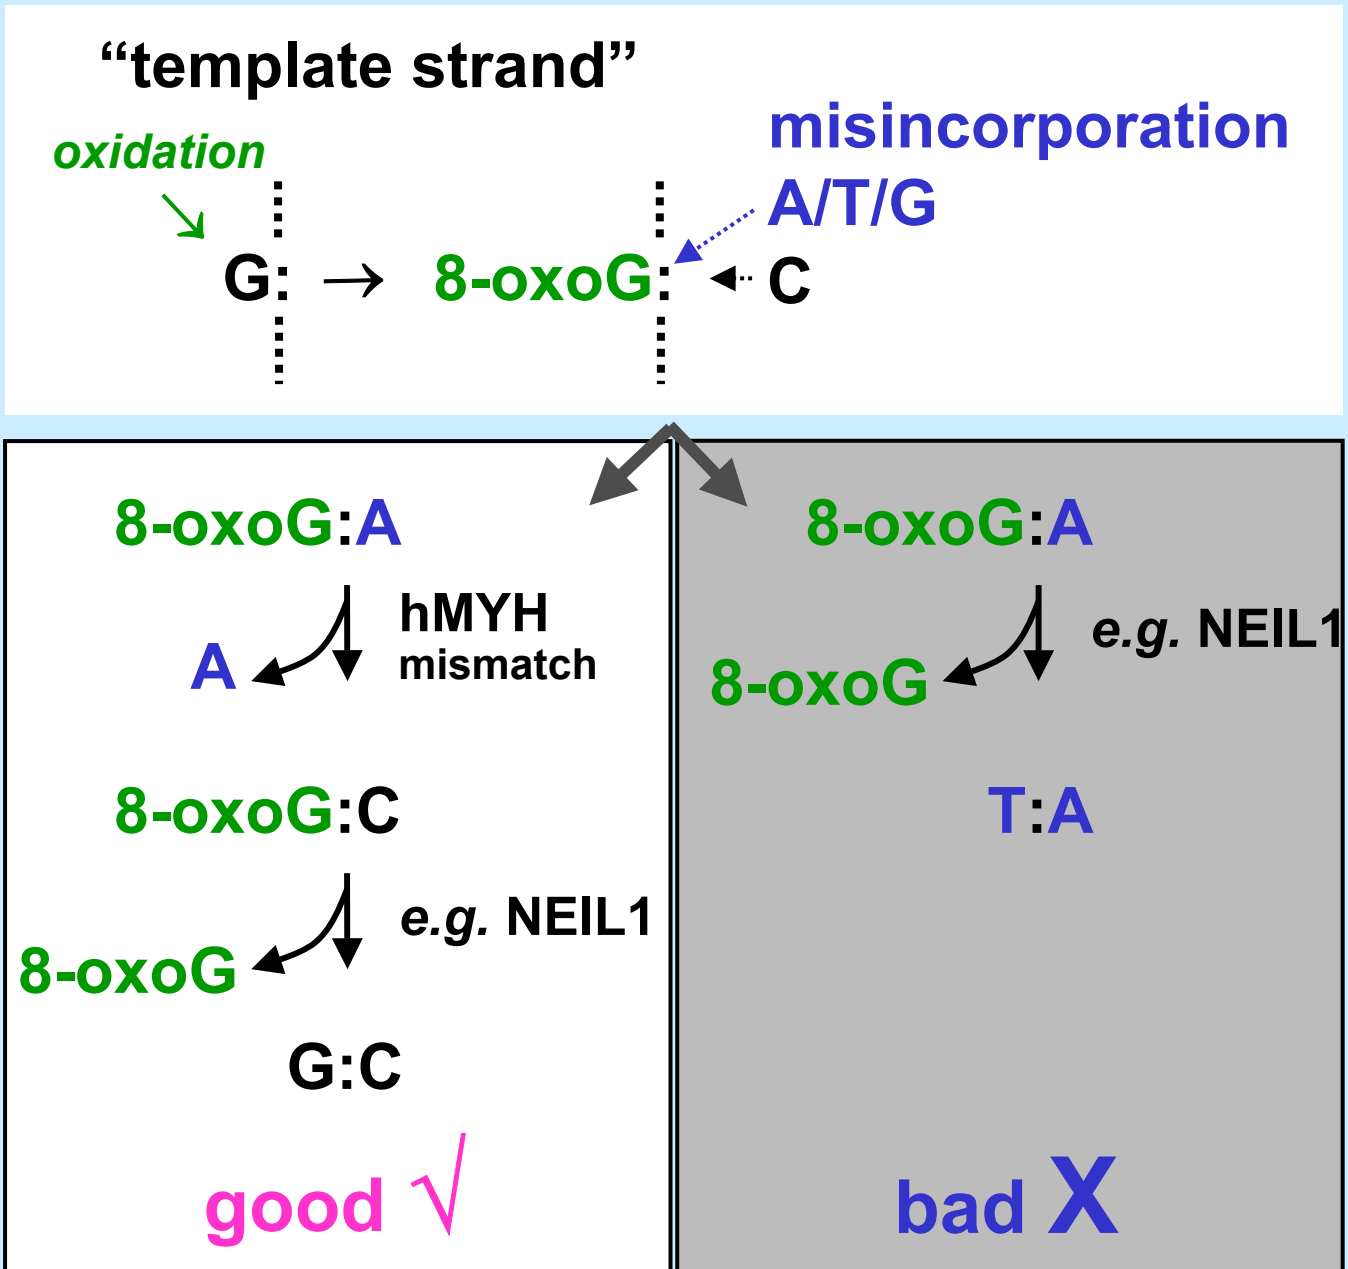 “template strand”
oxidation
misincorporation
A/T/G
G: → 8-oxoG: C
8-oxoG:A
hMYH
mismatch
A
8-oxoG:C
e.g. NEIL1
8-oxoG
G:C
good √
8-oxoG:A
e.g. NEIL1
8-oxoG
T:A
bad X